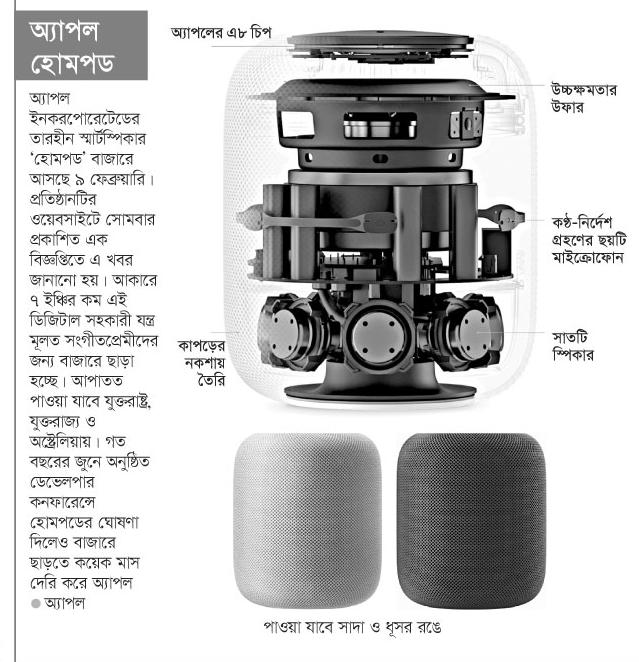 অ্যাপল
হোমপড
অ্যাপল
ইনকরপোরেটেডের
তারহীন স্মার্টস্পিকার
‘হোমপড’ বাজারে
আসছে ৯ ফেব্রুয়ারি।
প্রতিষ্ঠানটির
ওয়েবসাইটে সোমবার
প্রকাশিত এক
বিজ্ঞপ্তিতে এ খবর
জানানো হয়। আকারে
৭ ইঞ্চির কম এই
ডিজিটাল সহকারী যন্ত্র
মূলত সংগীতপ্রেমীদের
জন্য বাজারে ছাড়া
হচ্ছে। আপাতত
পাওয়া যাবে যুক্তরাষ্ট্র,
যুক্তরাজ্য ও
অস্ট্রেলিয়ায়। গত
বছরের জুনে অনুষ্ঠিত
ডেভেলপার
কনফারেন্সে
হোমপডের ঘোষণা
দিলেও বাজারে
ছাড়তে কয়েক মাস
দেরি করে অ্যাপল
● অ্যাপল
অ্যাপলের এ৮ চিপ
উচ্চক্ষমতার
উফার
কণ্ঠ-নির্দেশ
গ্রহণের ছয়টি
মাইক্রোফোন
সাতটি
স্পিকার
কাপড়ের
নকশায়
তৈরি
পাওয়া যাবে সাদা ও ধূসর রঙে